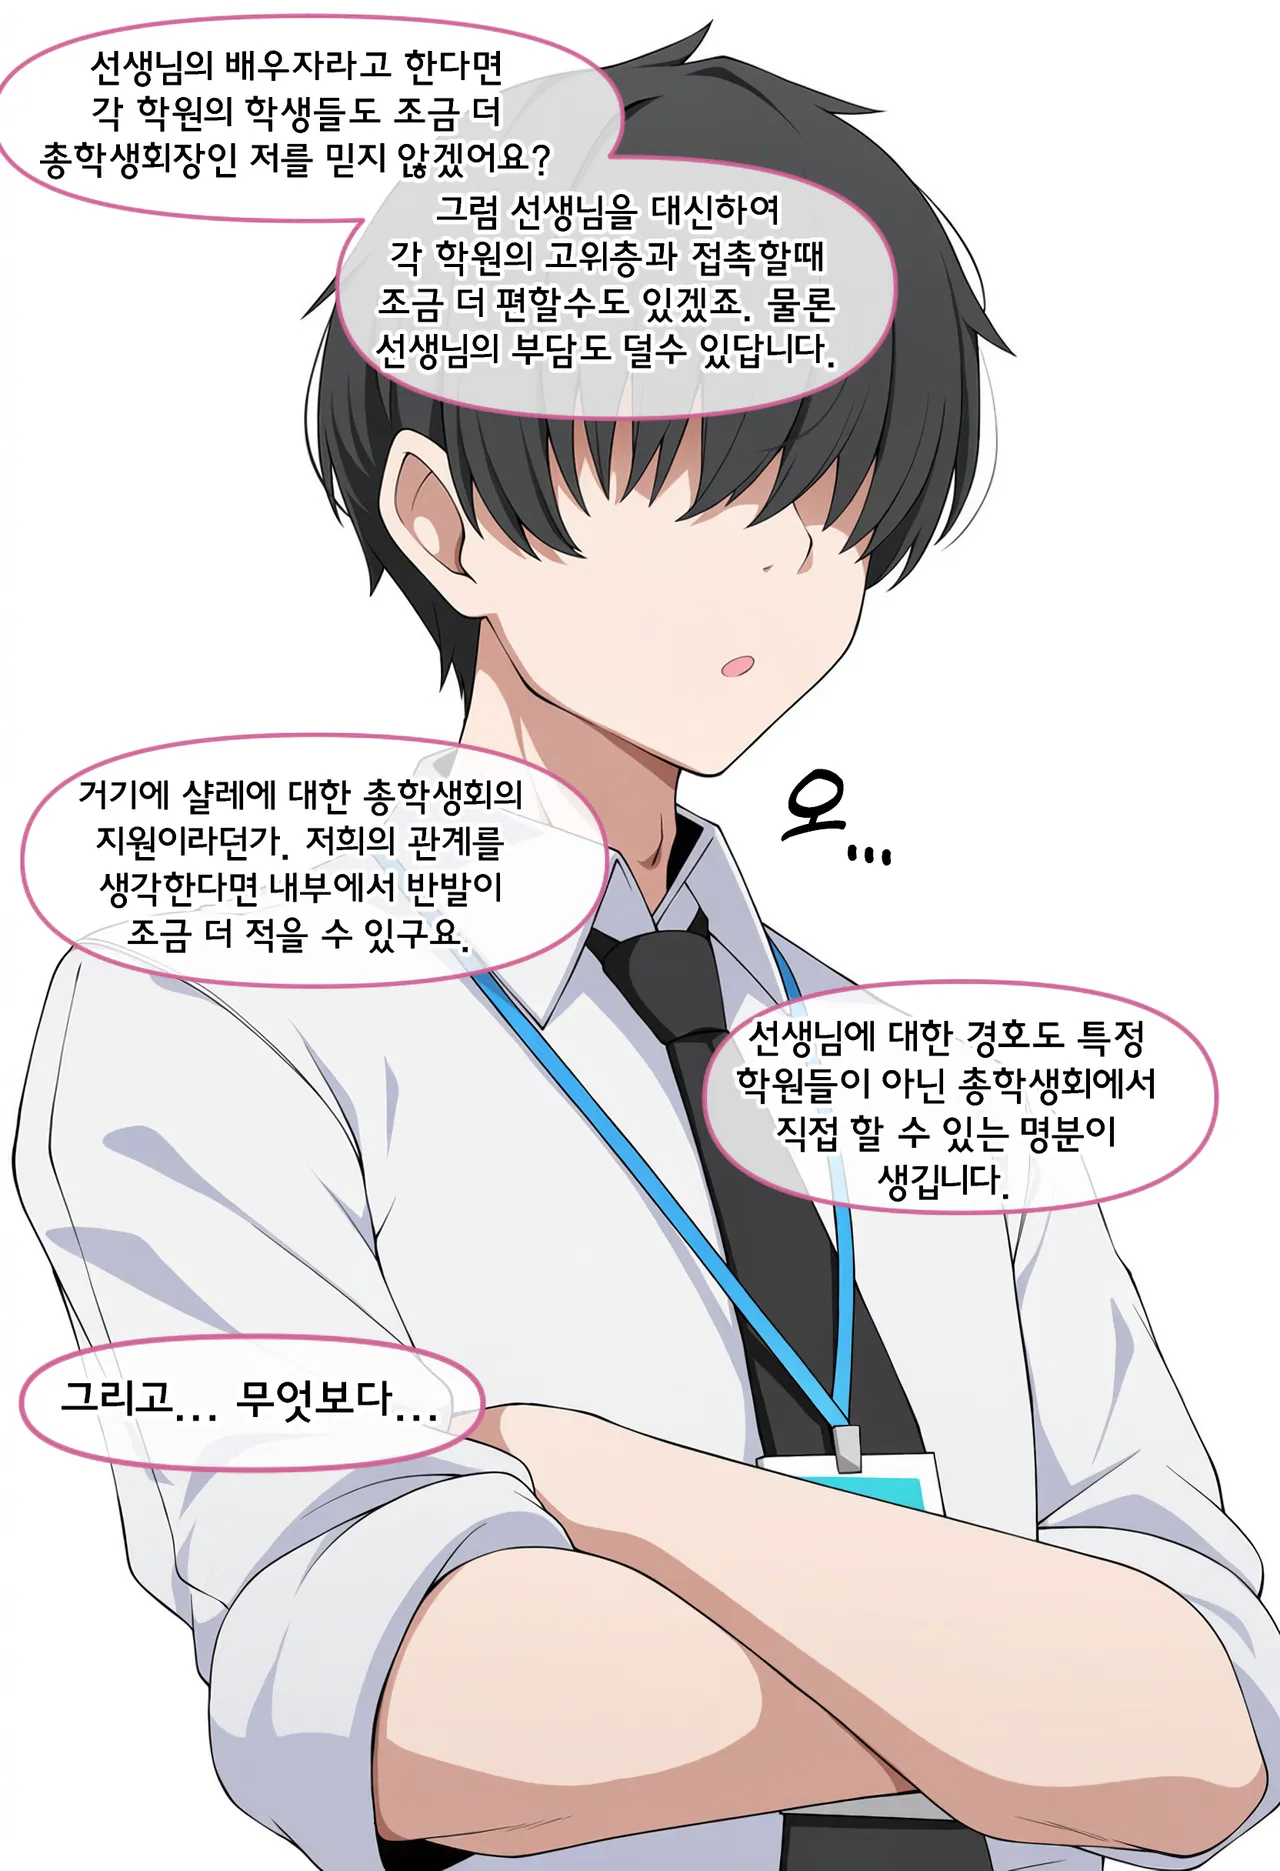 선생님의 배우자라고 한다면
각 학원의 학생들도 조금 더
총학생회장인 저를 믿지 않겠어요?
그럼 선생님을 대신하여
각 학원의 고위층과 접촉할때
조금 더 편할수도 있겠죠. 물론
선생님의 부담도 덜수 있답니다.
오...
거기에 샬레에 대한 총학생회의
지원이라던가. 저희의 관계를
생각한다면 내부에서 반발이
조금 더 적을 수 있구요.
선생님에 대한 경호도 특정
학원들이 아닌 총학생회에서
직접 할 수 있는 명분이
생깁니다.
그리고... 무엇보다...